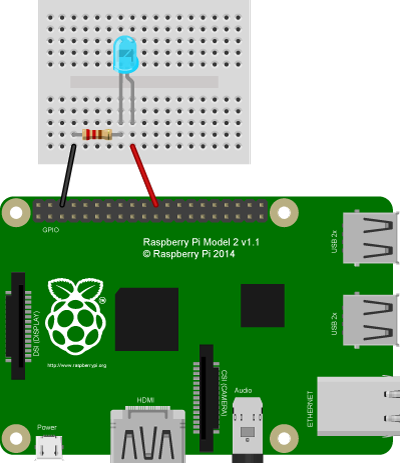 GPIO
Raspberry Pi Model 2 v1.1
© Raspberry Pi 2014
USB 2x
DSI (DISPLAY)
TM
http://www.raspberrypi.org
USB 2x
HDMI
CSI (CAMERA)
Audio
ETHERNET
Power